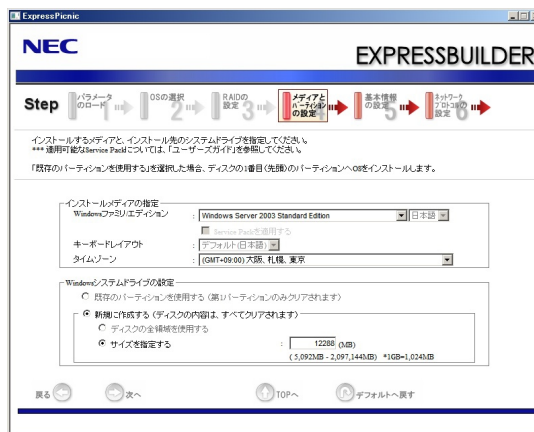 ExpressPicnic
NEC
EXPRESSBUILDER
Step パラメータのロード 1 OSの選択 2 RAIDの設定 3 メディアとパーティションの設定 4 基本情報の設定 5 ネットワークプロトコルの設定 6
インストールするメディアと、インストール先のシステムドライブを指定してください。
*** 適用可能なService Packについては、「ユーザーズガイド」を参照してください。
「既存のパーティションを使用する」を選択した場合、ディスクの1番目(先頭)のパーティションへOSをインストールします。
インストールメディアの指定
Windowsファミリ/エディション : Windows Server 2003 Standard Edition 日本語
Service Packを適用する
キーボードレイアウト : デフォルト(日本語)
タイムゾーン : (GMT+09:00) 大阪、札幌、東京
Windowsシステムドライブの設定
既存のパーティションを使用する (第1パーティションのみクリアされます)
新規に作成する (ディスクの内容は、すべてクリアされます)
ディスクの全領域を使用する
サイズを指定する : 12288 (MB)
( 5,092MB - 2,097,144MB) *1GB=1,024MB
戻る 次へ TOPへ デフォルトへ戻す